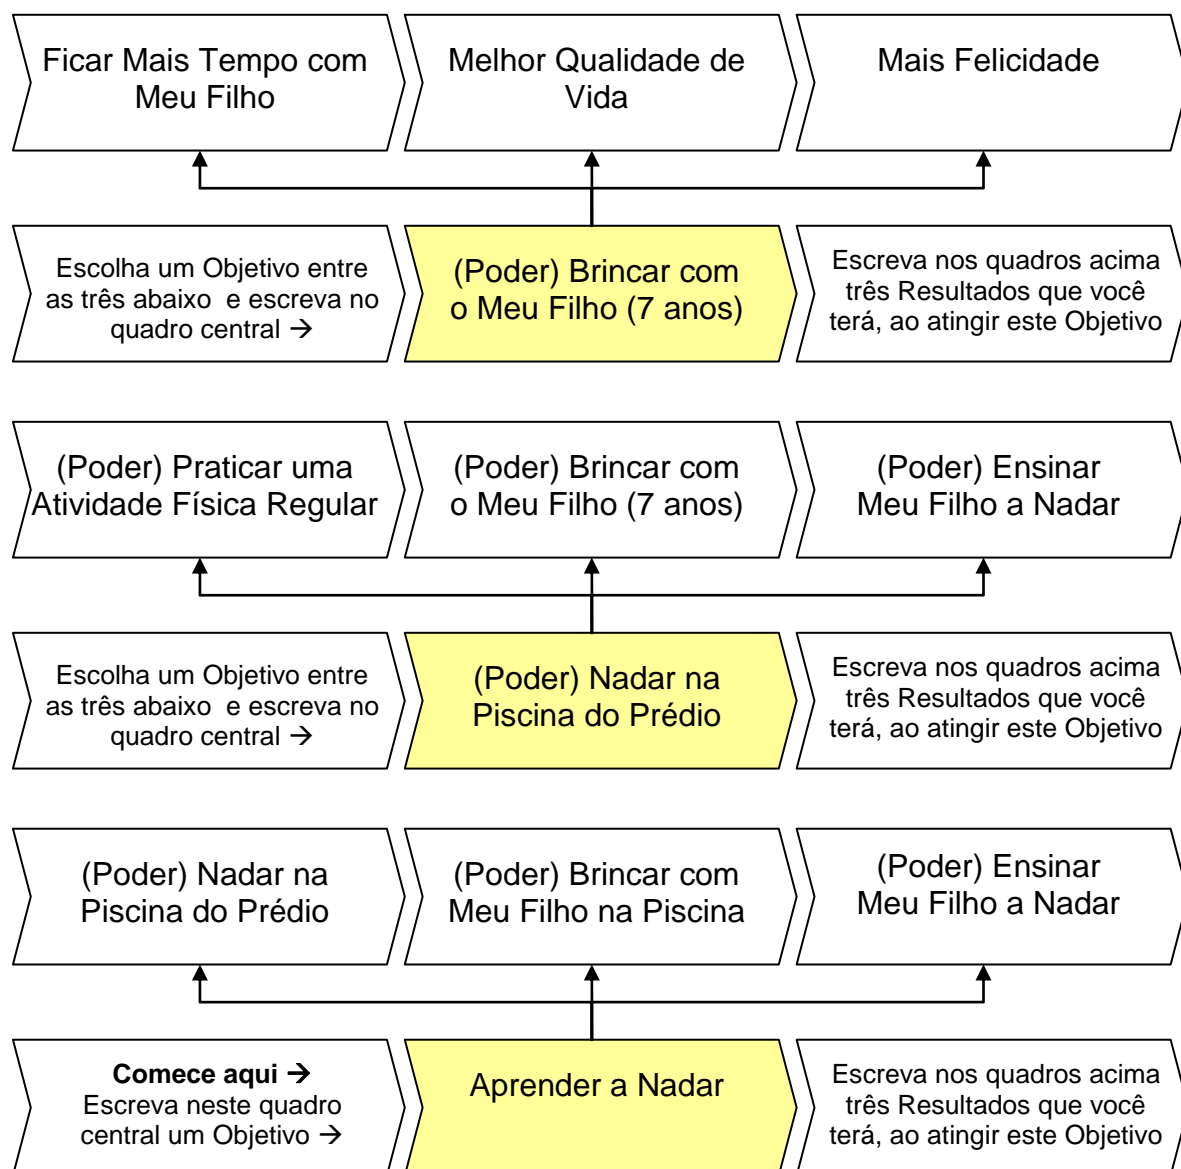 Ficar Mais Tempo com
Meu Filho
Melhor Qualidade de
Vida
Mais Felicidade
Escolha um Objetivo entre
as três abaixo e escreva no
quadro central →
(Poder) Brincar com
o Meu Filho (7 anos)
Escreva nos quadros acima
três Resultados que você
terá, ao atingir este Objetivo
(Poder) Praticar uma
Atividade Física Regular
(Poder) Brincar com
o Meu Filho (7 anos)
(Poder) Ensinar
Meu Filho a Nadar
Escolha um Objetivo entre
as três abaixo e escreva no
quadro central →
(Poder) Nadar na
Piscina do Prédio
Escreva nos quadros acima
três Resultados que você
terá, ao atingir este Objetivo
(Poder) Nadar na
Piscina do Prédio
(Poder) Brincar com
Meu Filho na Piscina
(Poder) Ensinar
Meu Filho a Nadar
Comece aqui →
Escreva neste quadro
central um Objetivo →
Aprender a Nadar
Escreva nos quadros acima
três Resultados que você
terá, ao atingir este Objetivo